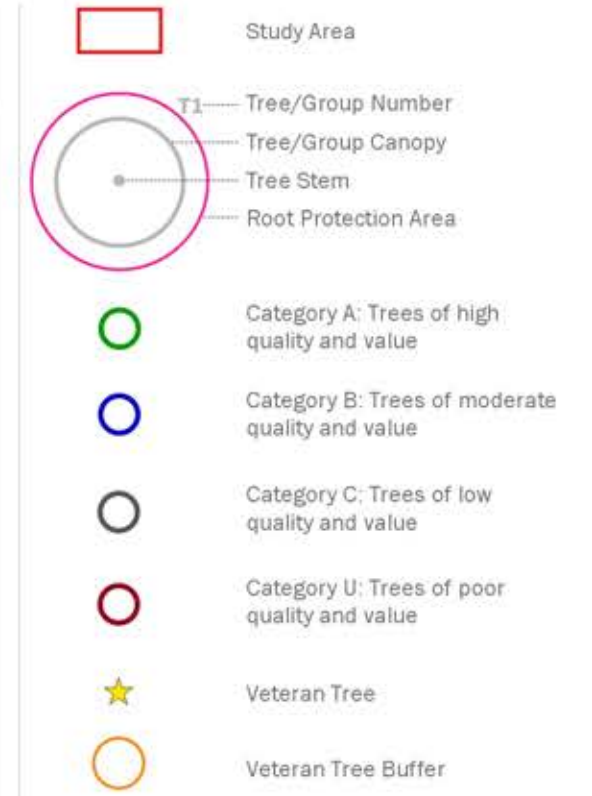 Study Area
T1
Tree/Group Number
Tree/Group Canopy
Tree Stem
Root Protection Area
Category A: Trees of high
quality and value
Category B: Trees of moderate
quality and value
Category C: Trees of low
quality and value
Category U: Trees of poor
quality and value
Veteran Tree
Veteran Tree Buffer